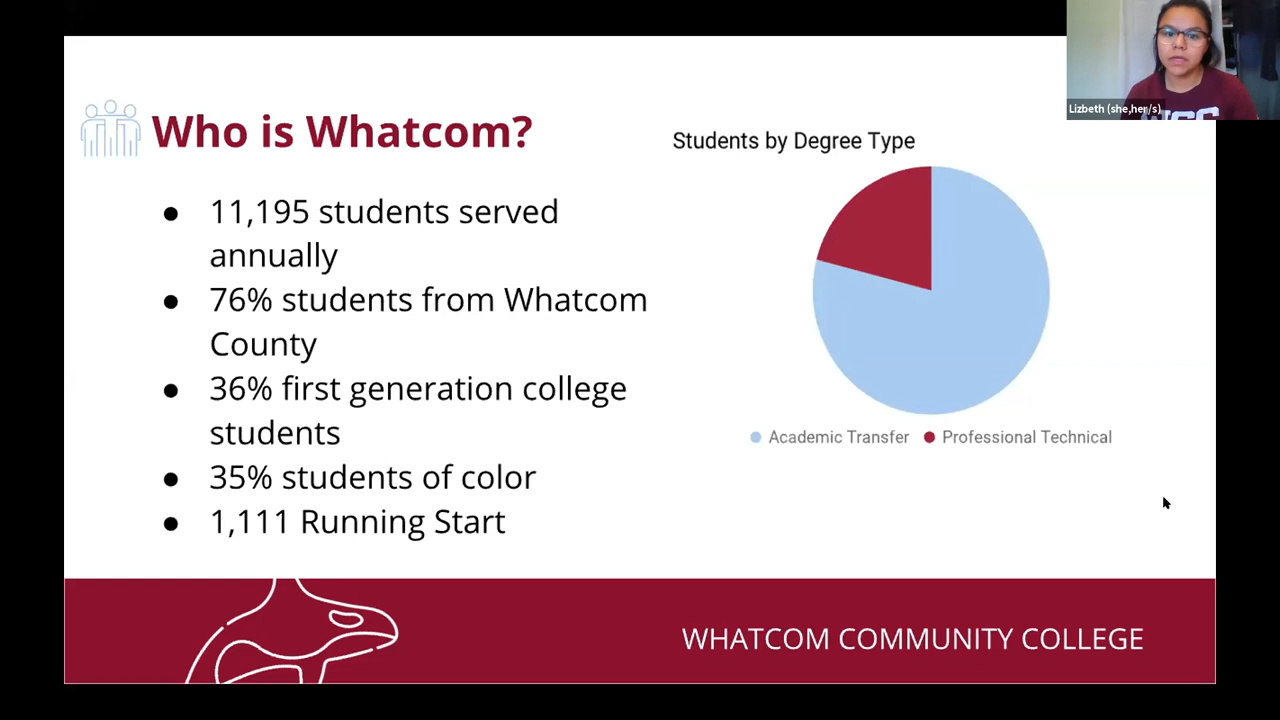 Who is Whatcom?
● 11,195 students served
annually
● 76% students from Whatcom
County
● 36% first generation college
students
● 35% students of color
● 1,111 Running Start
Students by Degree Type
Academic Transfer
Professional Technical
WHATCOM COMMUNITY COLLEGE
Lizbeth (she,her/s)